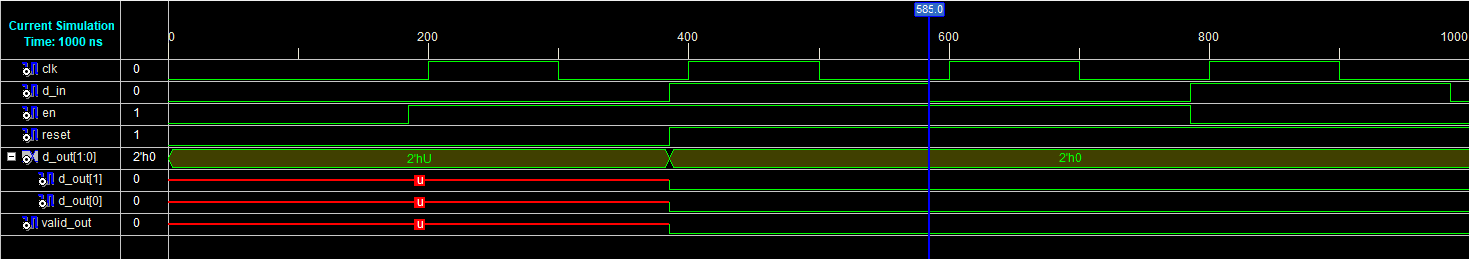 585.0
Current Simulation
Time: 1000 ns
0 200 400 600 800 1000
clk 0
d_in 0
en 1
reset 1
d_out[1:0] 2'h0 2'hU 2'h0
d_out[1] 0 u
d_out[0] 0 u
valid_out 0 u